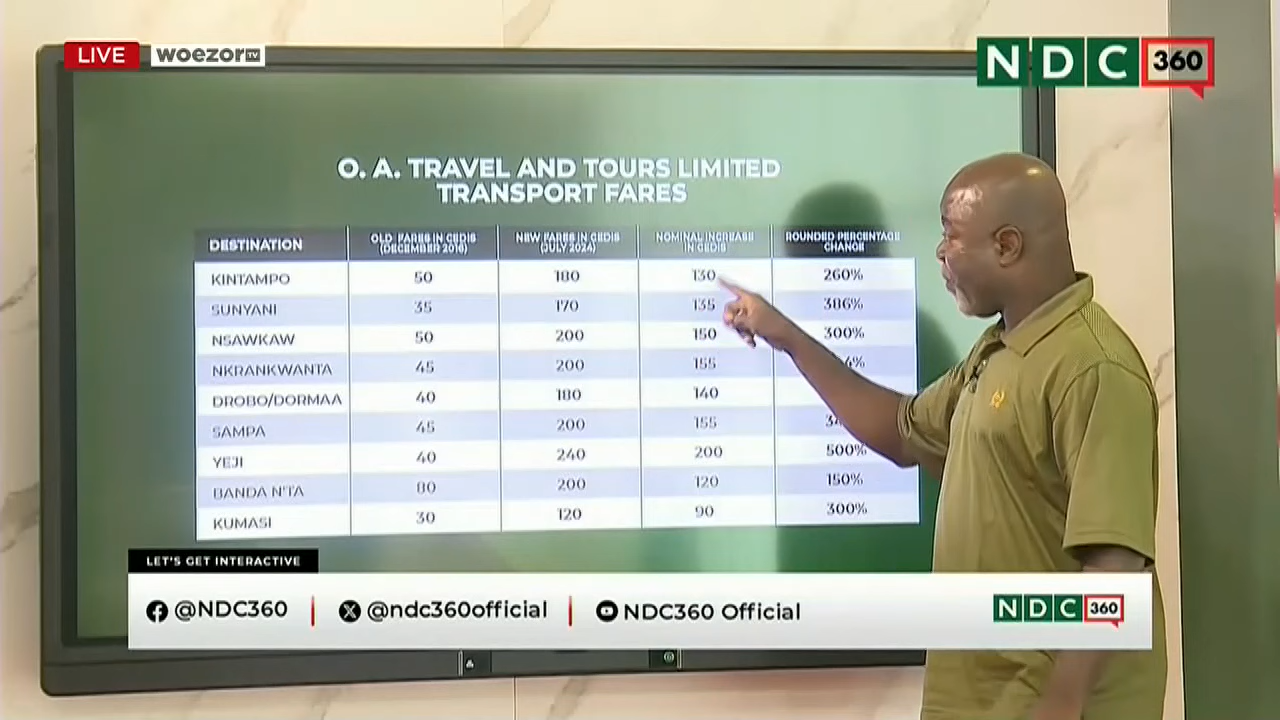 LIVE woezor TV
NDC 360
O. A. TRAVEL AND TOURS LIMITED
TRANSPORT FARES
DESTINATION
OLD FARES IN CEDIS
(DECEMBER 2016)
NEW FARES IN CEDIS
(JULY 2024)
NOMINAL INCREASE
IN CEDIS
ROUNDED PERCENTAGE
CHANGE
KINTAMPO 50 180 130 260%
SUNYANI 35 170 135 386%
NSAWKAW 50 200 150 300%
NKRANKWANTA 45 200 155 4%
DROBO/DORMAA 40 180 140
SAMPA 45 200 155 34
YEJI 40 240 200 500%
BANDA N'TA 80 200 120 150%
KUMASI 30 120 90 300%
LET'S GET INTERACTIVE
@NDC360 @ndc360official NDC360 Official NDC 360